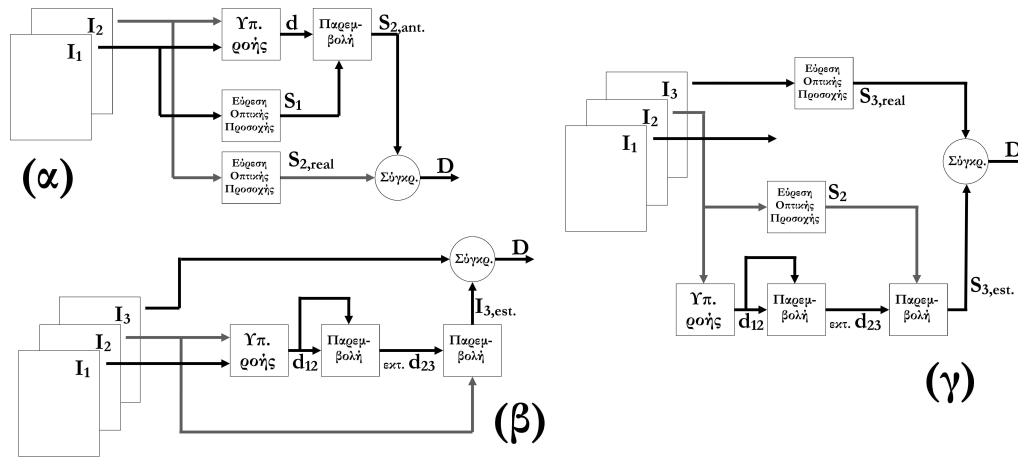 I₂
I₁
Υπ.
ροής
d
Παρεμ-
βολή
S₂,ant.
Εύρεση
Οπτικής
Προσοχής
S₁
Εύρεση
Οπτικής
Προσοχής
S₂,real
Σύγκρ.
D
(α)
I₃
I₂
I₁
Υπ.
ροής
d₁₂
Παρεμ-
βολή
εκτ. d₂₃
Παρεμ-
βολή
I₃,est.
Σύγκρ.
D
(β)
I₃
I₂
I₁
Εύρεση
Οπτικής
Προσοχής
S₃,real
Σύγκρ.
D
Εύρεση
Οπτικής
Προσοχής
S₂
Υπ.
ροής
d₁₂
Παρεμ-
βολή
εκτ. d₂₃
Παρεμ-
βολή
S₃,est.
(γ)